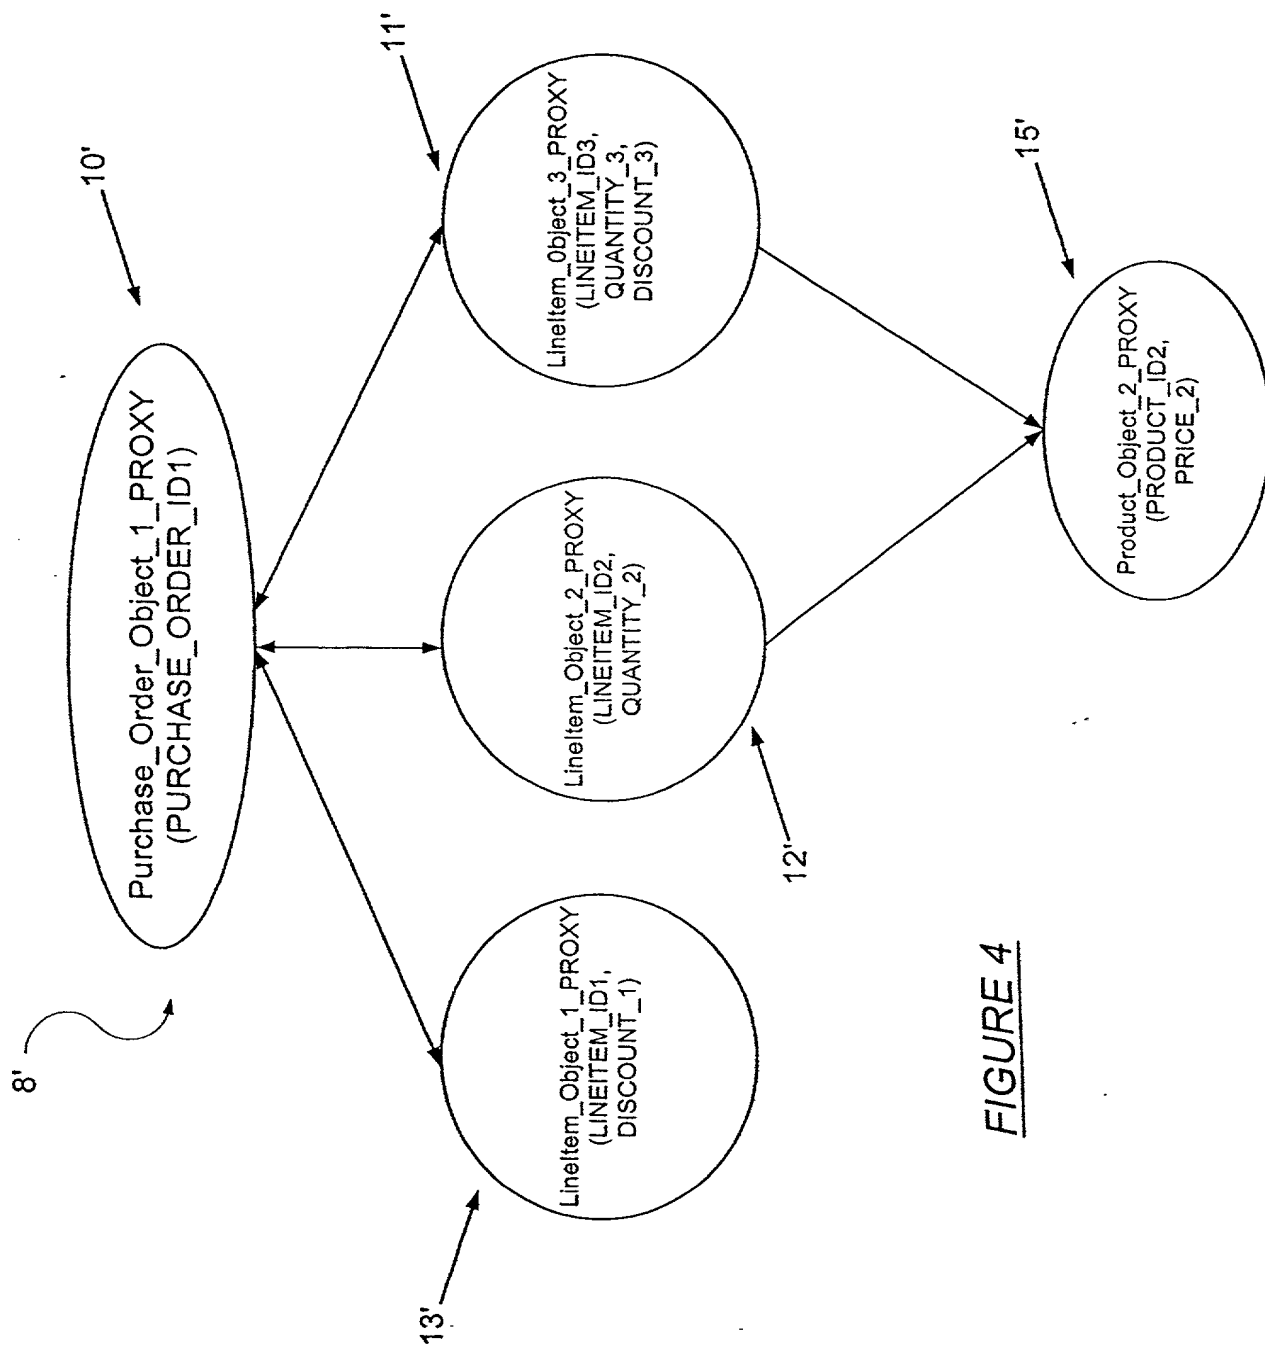 8'
10'
Purchase_Order_Object_1_PROXY
(PURCHASE_ORDER_ID1)
13'
11'
LineItem_Object_1_PROXY
(LINEITEM_ID1,
DISCOUNT_1)
LineItem_Object_2_PROXY
(LINEITEM_ID2,
QUANTITY_2)
LineItem_0bject_3_PROXY
(LINEITEM_ID3,
QUANTITY_3,
DISCOUNT_3)
12'
15'
Product_Object_2_PROXY
(PRODUCT_ID2,
PRICE_2)
FIGURE 4